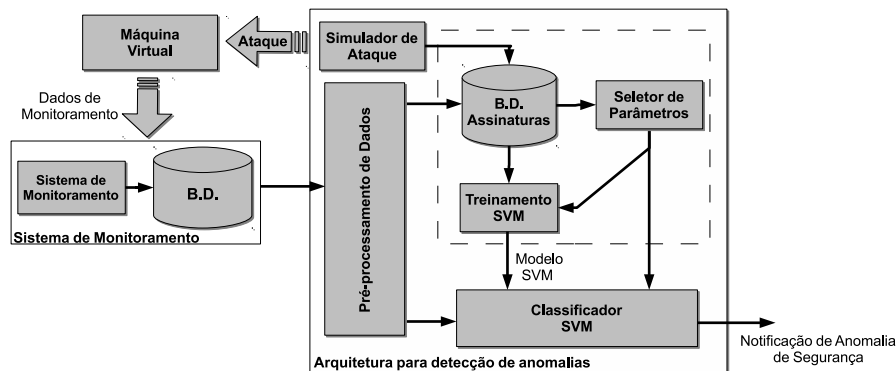 Máquina
Virtual
Ataque
Simulador de
Ataque
Dados de
Monitoramento
B.D.
Assinaturas
Seletor de
Parâmetros
Pré-processamento de Dados
Sistema de
Monitoramento
B.D.
Sistema de Monitoramento
Treinamento
SVM
Modelo
SVM
Classificador
SVM
Notificação de Anomalia
de Segurança
Arquitetura para detecção de anomalias